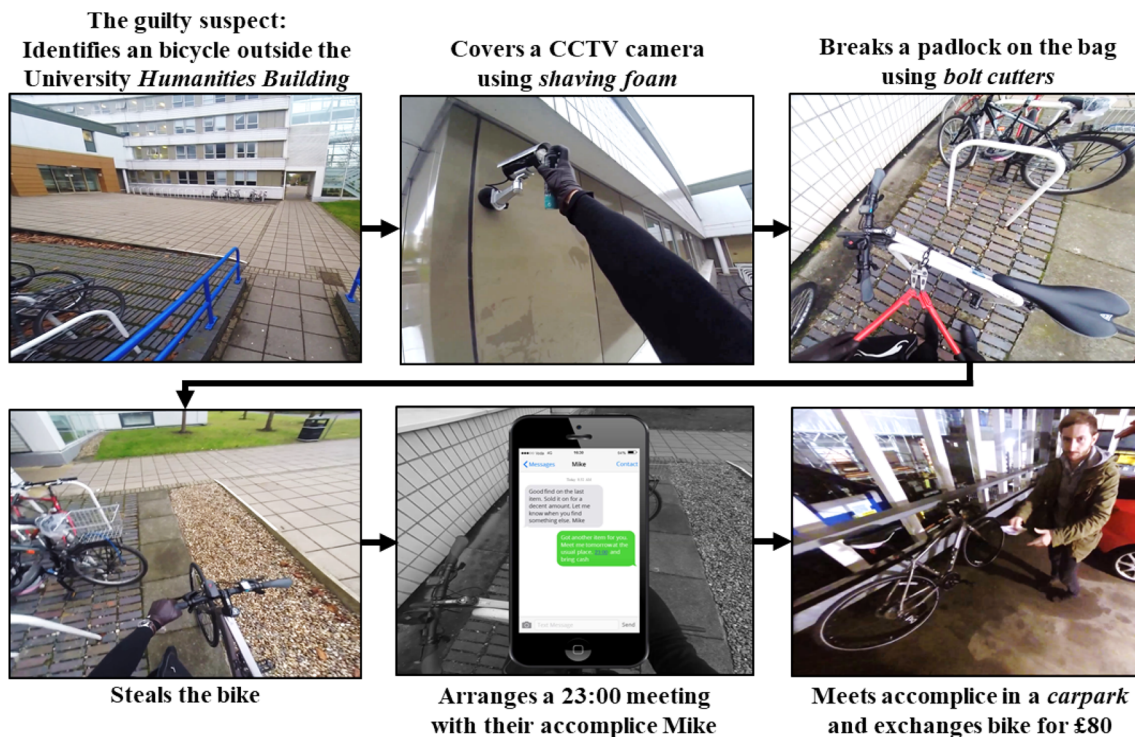 The guilty suspect:
Identifies an bicycle outside the
University Humanities Building
Covers a CCTV camera
using shaving foam
Breaks a padlock on the bag
using bolt cutters
Messages
Mike
Contact
Good find on the last
item. Sold it on for a
decent amount. Let me
know when you find
something else. Mike
Got another item for you.
Meet me tomorrow at the
usual place, and
bring cash
Text Message
Send
Steals the bike
Arranges a 23:00 meeting
with their accomplice Mike
Meets accomplice in a carpark
and exchanges bike for £80